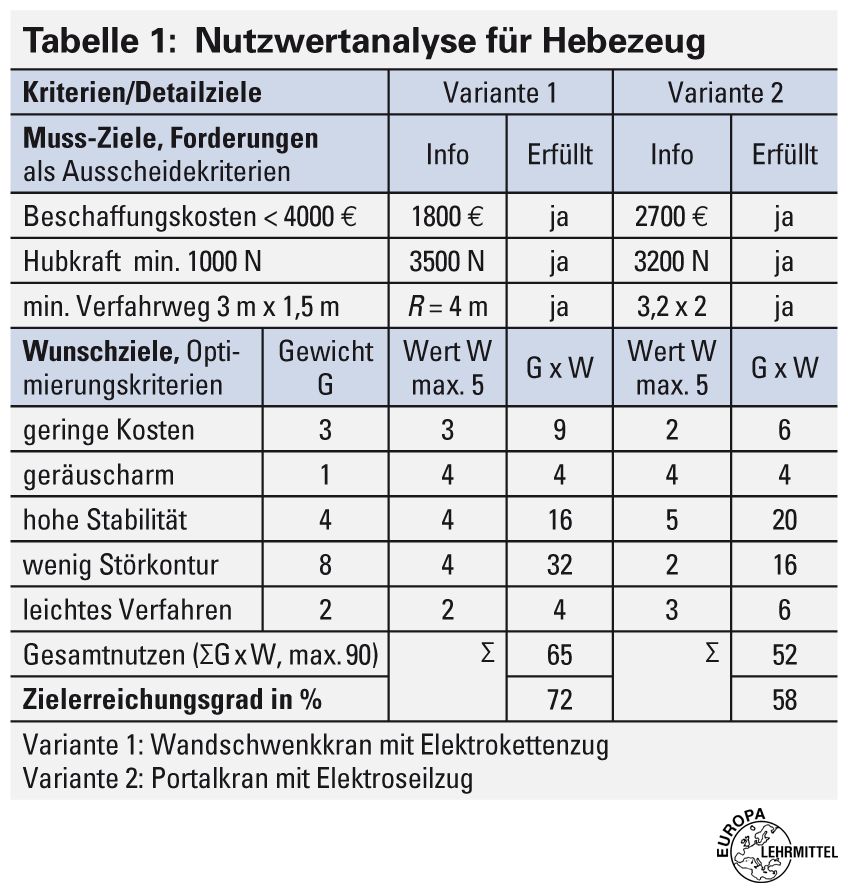 Tabelle 1: Nutzwertanalyse für Hebezeug
Kriterien/Detailziele Variante 1 Variante 2
Muss-Ziele, Forderungen
als Ausscheidekriterien Info Erfüllt Info Erfüllt
Beschaffungskosten < 4000 € 1800 € ja 2700 € ja
Hubkraft min. 1000 N 3500 N ja 3200 N ja
min. Verfahrweg 3 m x 1,5 m R = 4 m ja 3,2 x 2 ja
Wunschziele, Opti- Gewicht Wert W G x W Wert W G x W
mierungskriterien G max. 5 max. 5
geringe Kosten 3 3 9 2 6
geräuscharm 1 4 4 4 4
hohe Stabilität 4 4 16 5 20
wenig Störkontur 8 4 32 2 16
leichtes Verfahren 2 2 4 3 6
Gesamtnutzen (ΣG x W, max. 90) Σ 65 Σ 52
Zielerreichungsgrad in % 72 58
Variante 1: Wandschwenkkran mit Elektrokettenzug
Variante 2: Portalkran mit Elektroseilzug
EUROPA
LEHRMITTEL